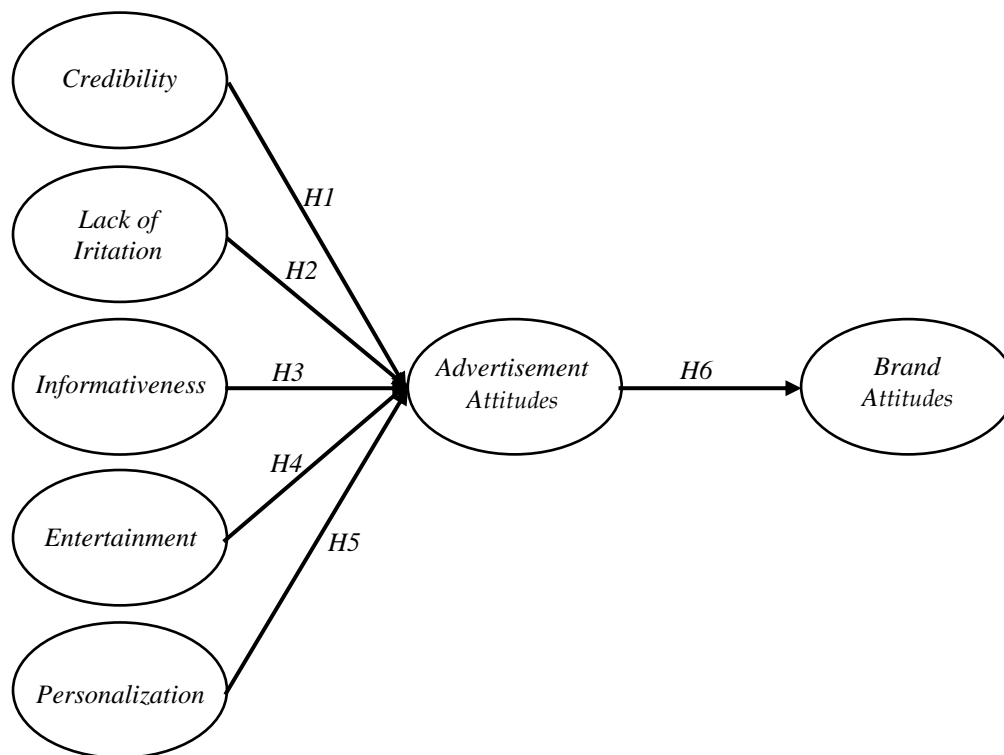 Credibility
H1
Lack of
Iritation
H2
Informativeness
H3
Advertisement
Attitudes
H6
Brand
Attitudes
H4
Entertainment
H5
Personalization